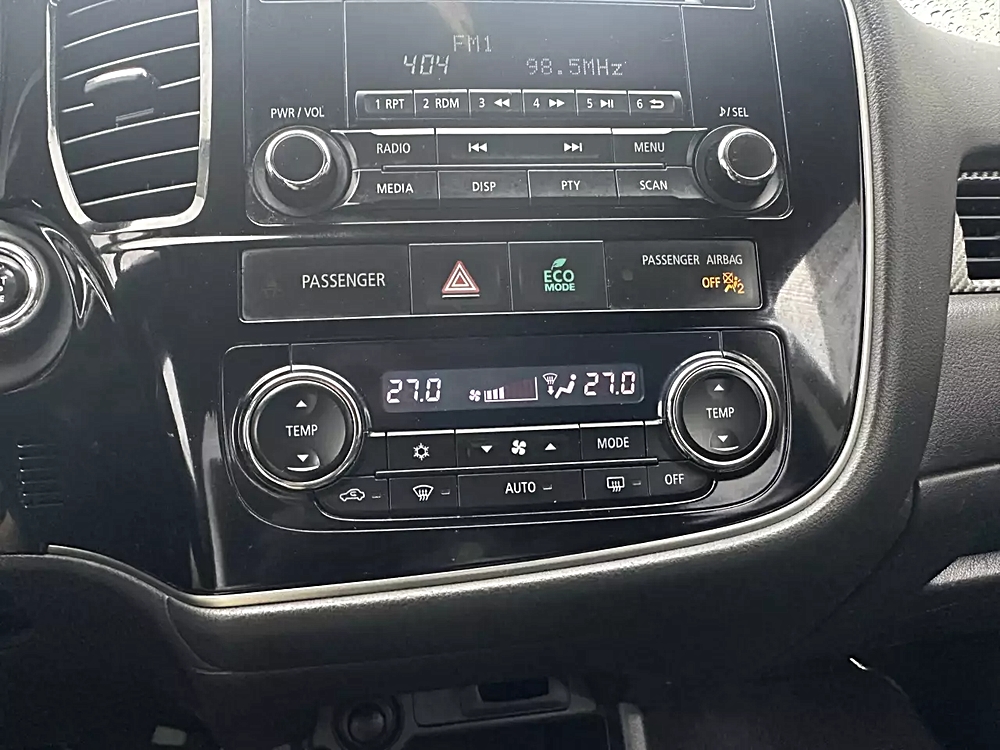 FM1
404 98.5MHz
1 RPT 2 RDM 3 4 5 6
PWR / VOL
/SEL
RADIO MENU
MEDIA DISP PTY SCAN
PASSENGER
ECO
MODE
PASSENGER AIRBAG
OFF 2
27.0 27.0
TEMP
TEMP
MODE
AUTO
OFF